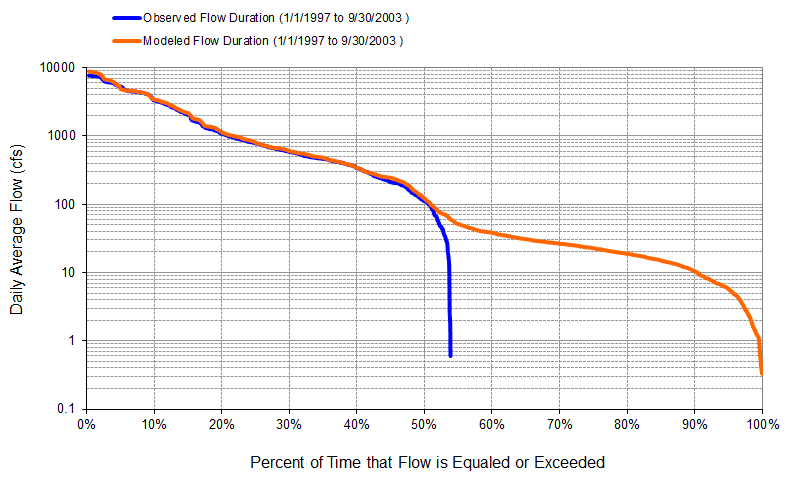 Observed Flow Duration (1/1/1997 to 9/30/2003 )
Modeled Flow Duration (1/1/1997 to 9/30/2003 )
10000
1000
100
10
1
0.1
Daily Average Flow (cfs)
0% 10% 20% 30% 40% 50% 60% 70% 80% 90% 100%
Percent of Time that Flow is Equaled or Exceeded